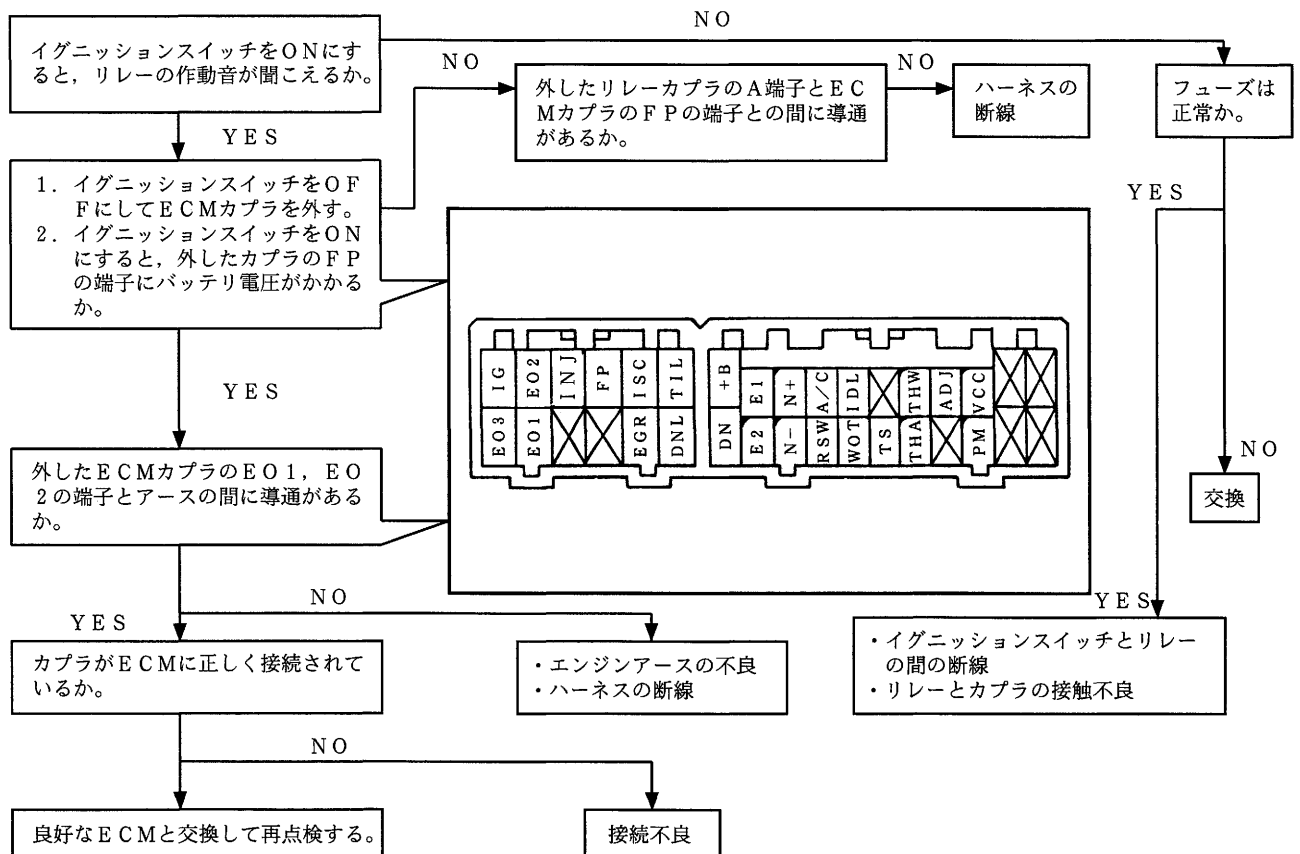 イグニッションスイッチをONにす
ると，リレーの作動音が聞こえるか。
NO
フューズは
正常か。
NO
外したリレーカプラのA端子とEC
MカプラのFPの端子との間に導通
があるか。
NO
ハーネスの
断線
YES
1. イグニッションスイッチをOF
FにしてECMカプラを外す。
2. イグニッションスイッチをON
にすると，外したカプラのFP
の端子にバッテリ電圧がかかる
か。
YES
NO
交換
IG EO2 INJ FP ISC TIL
EO3 EO1 EGR DNL
+B E1 N+ A/C IDL THW ADJ VCC
DN E2 N- RSW WOT TS THA PM
YES
外したECMカプラのEO1，EO
2の端子とアースの間に導通がある
か。
YES
NO
・エンジンアースの不良
・ハーネスの断線
YES
・イグニッションスイッチとリレー
の間の断線
・リレーとカプラの接触不良
カプラがECMに正しく接続されて
いるか。
NO
良好なECMと交換して再点検する。
接続不良